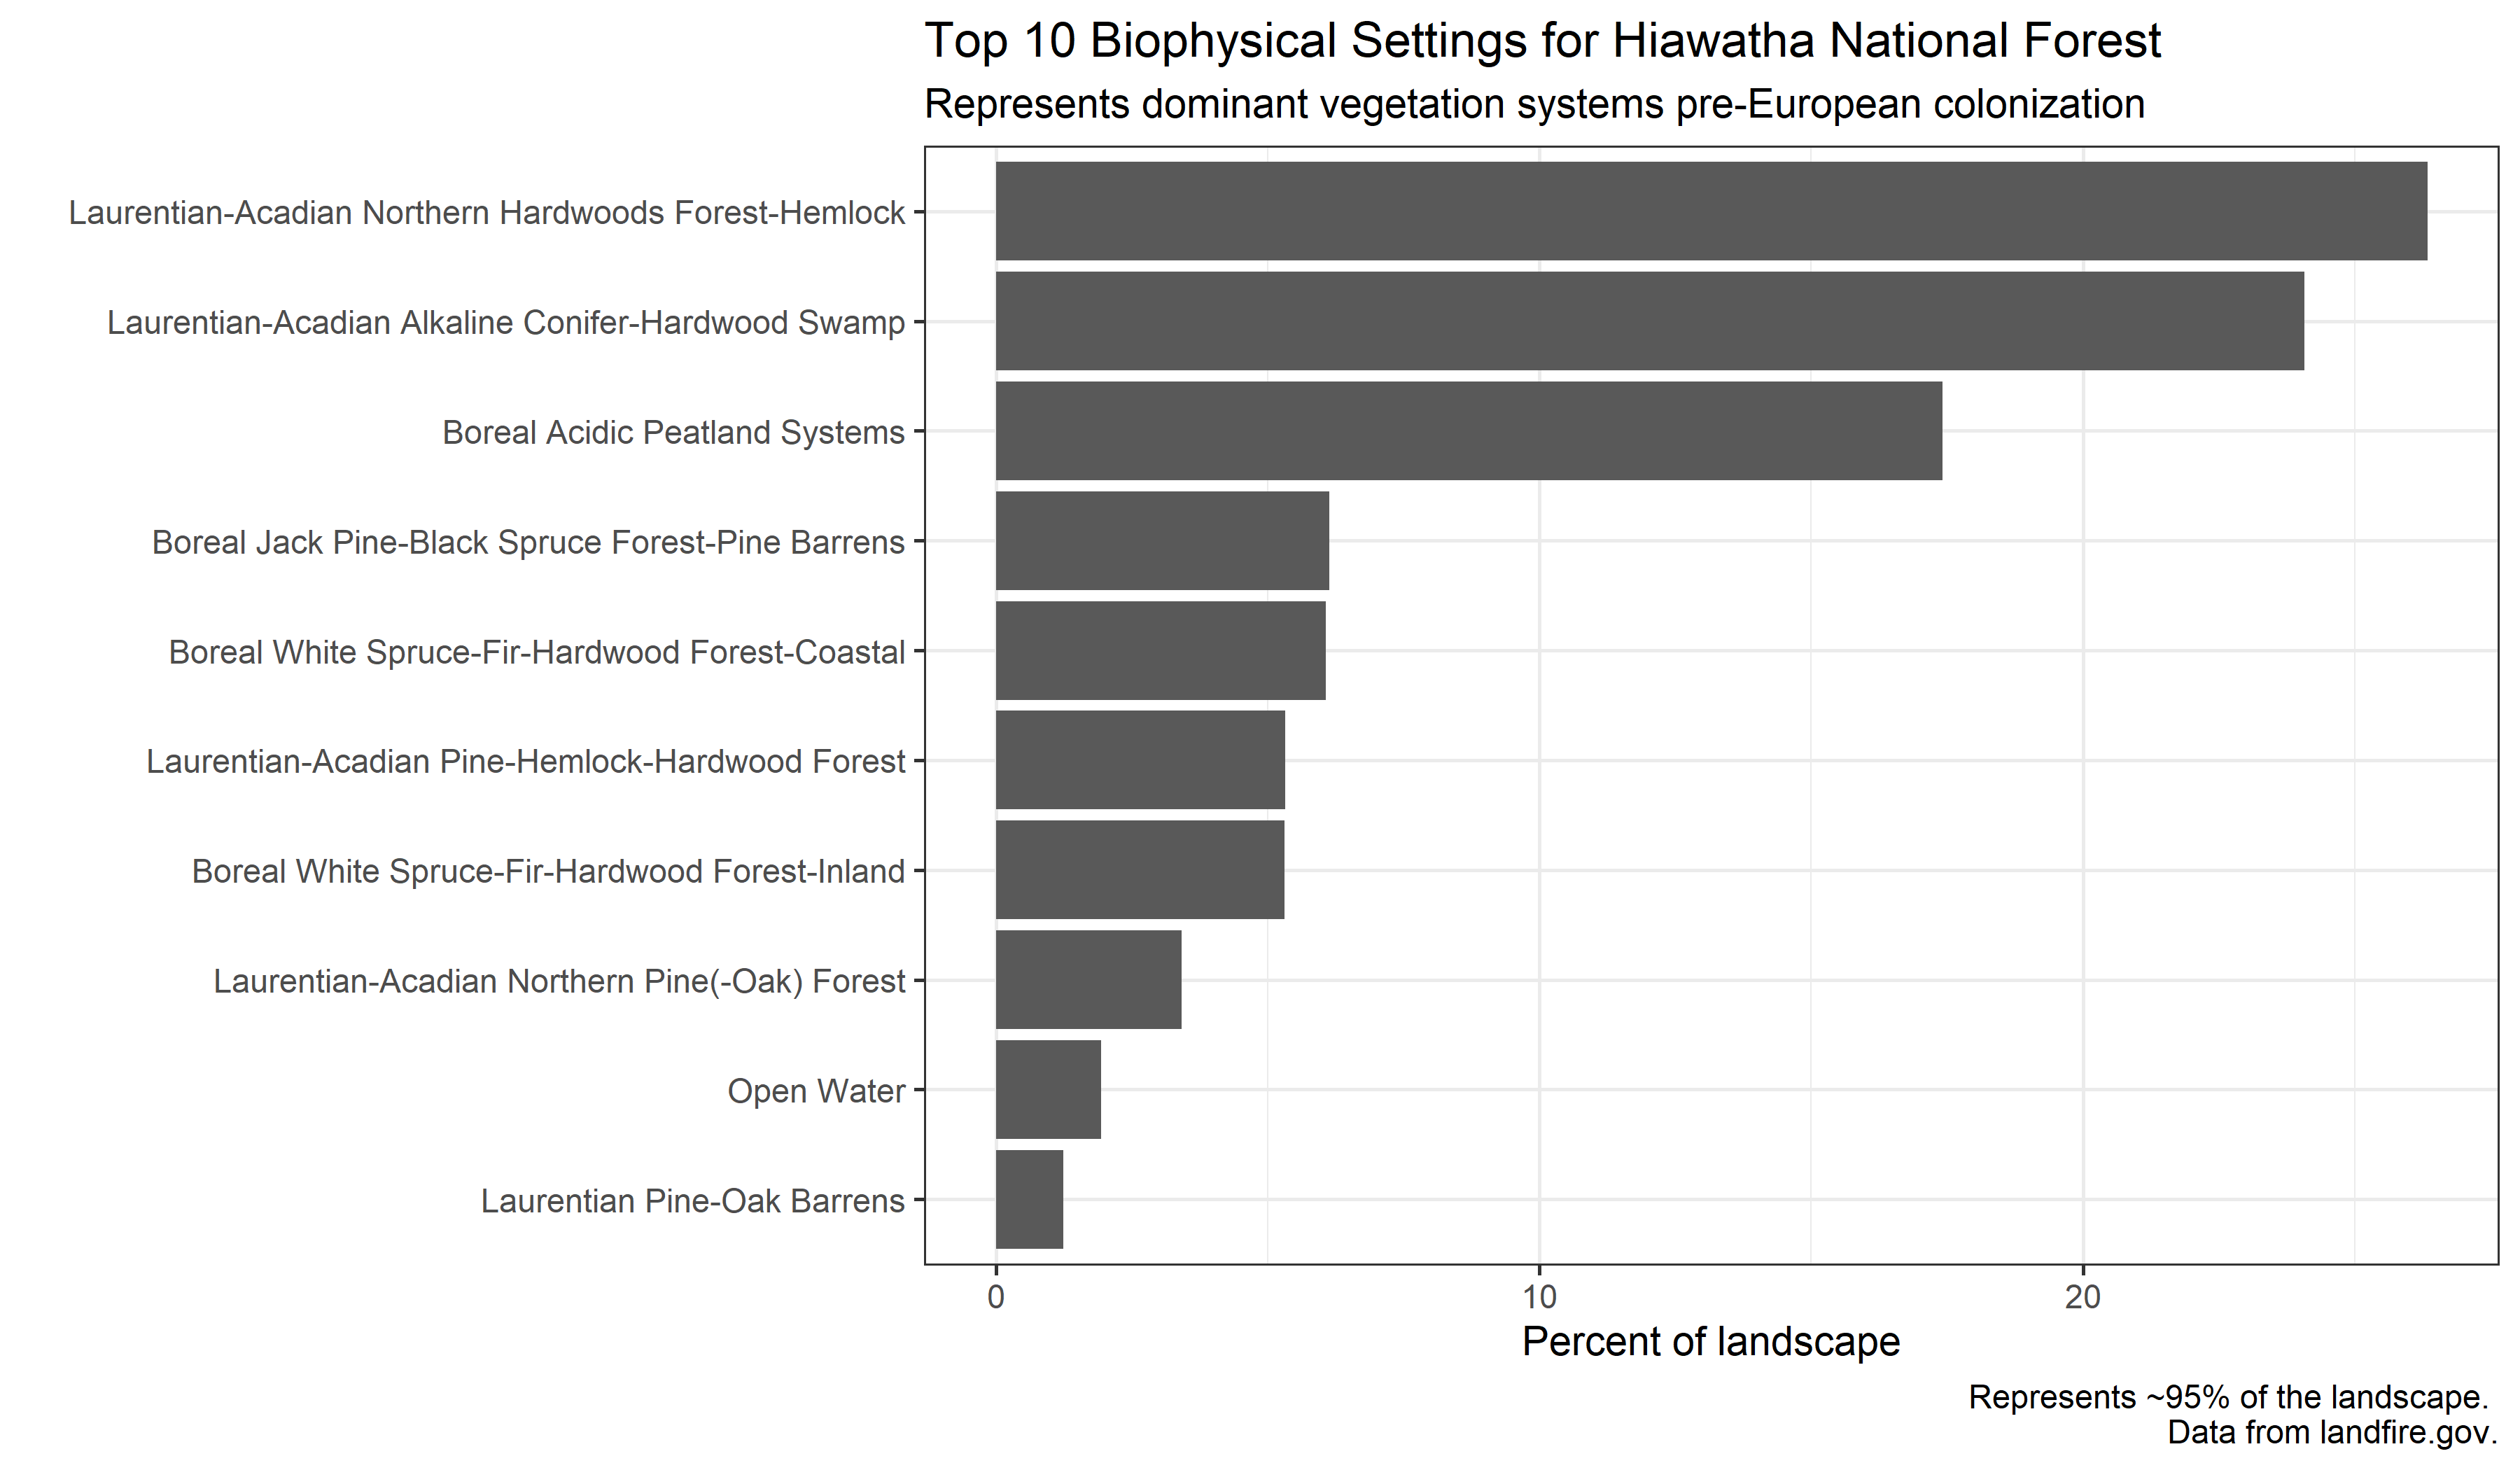 Top 10 Biophysical Settings for Hiawatha National Forest
Represents dominant vegetation systems pre-European colonization
Laurentian-Acadian Northern Hardwoods Forest-Hemlock
Laurentian-Acadian Alkaline Conifer-Hardwood Swamp
Boreal Acidic Peatland Systems
Boreal Jack Pine-Black Spruce Forest-Pine Barrens
Boreal White Spruce-Fir-Hardwood Forest-Coastal
Laurentian-Acadian Pine-Hemlock-Hardwood Forest
Boreal White Spruce-Fir-Hardwood Forest-Inland
Laurentian-Acadian Northern Pine(-Oak) Forest
Open Water
Laurentian Pine-Oak Barrens
0 10 20
Percent of landscape
Represents ~95% of the landscape.
Data from landfire.gov.